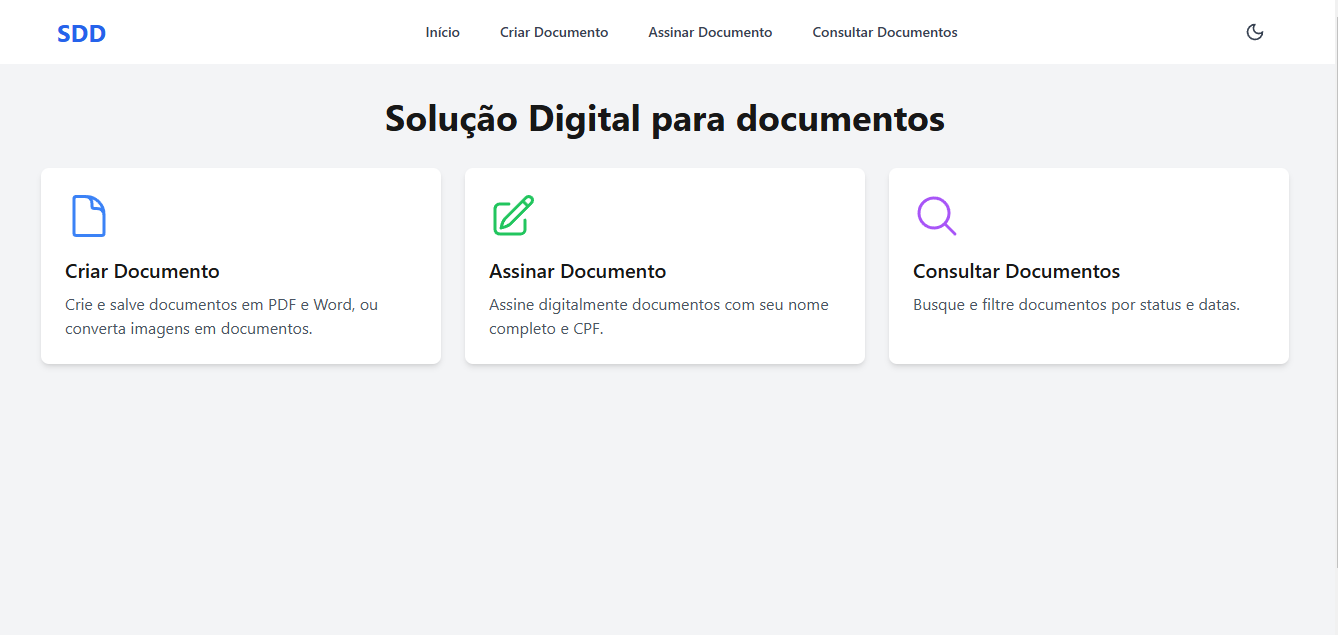 SDD
Início
Criar Documento
Assinar Documento
Consultar Documentos
Solução Digital para documentos
Criar Documento
Crie e salve documentos em PDF e Word, ou
converta imagens em documentos.
Assinar Documento
Assine digitalmente documentos com seu nome
completo e CPF.
Consultar Documentos
Busque e filtre documentos por status e datas.